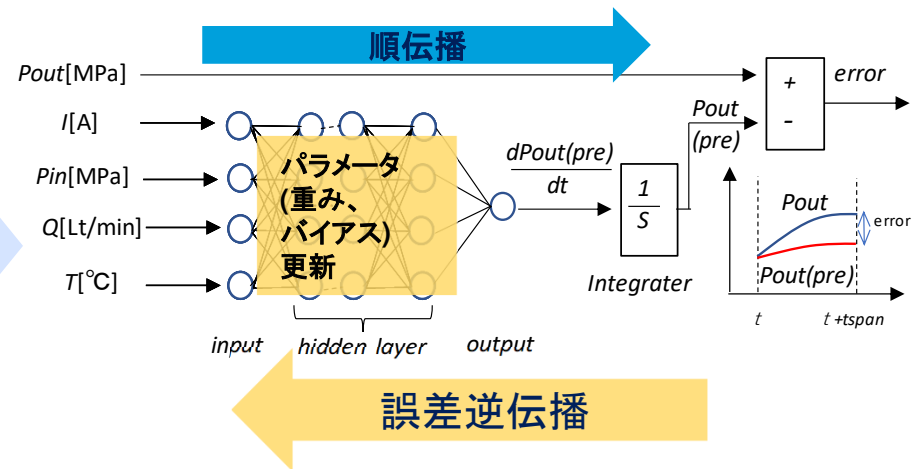 順伝播
Pout[MPa]
I[A]
Pin[MPa]
Q[Lt/min]
T[℃]
パラメータ
(重み、
バイアス)
更新
input
hidden layer
output
dPout(pre)
dt
1
S
Integrater
Pout
(pre)
+
-
error
Pout
error
Pout(pre)
t
t +tspan
誤差逆伝播